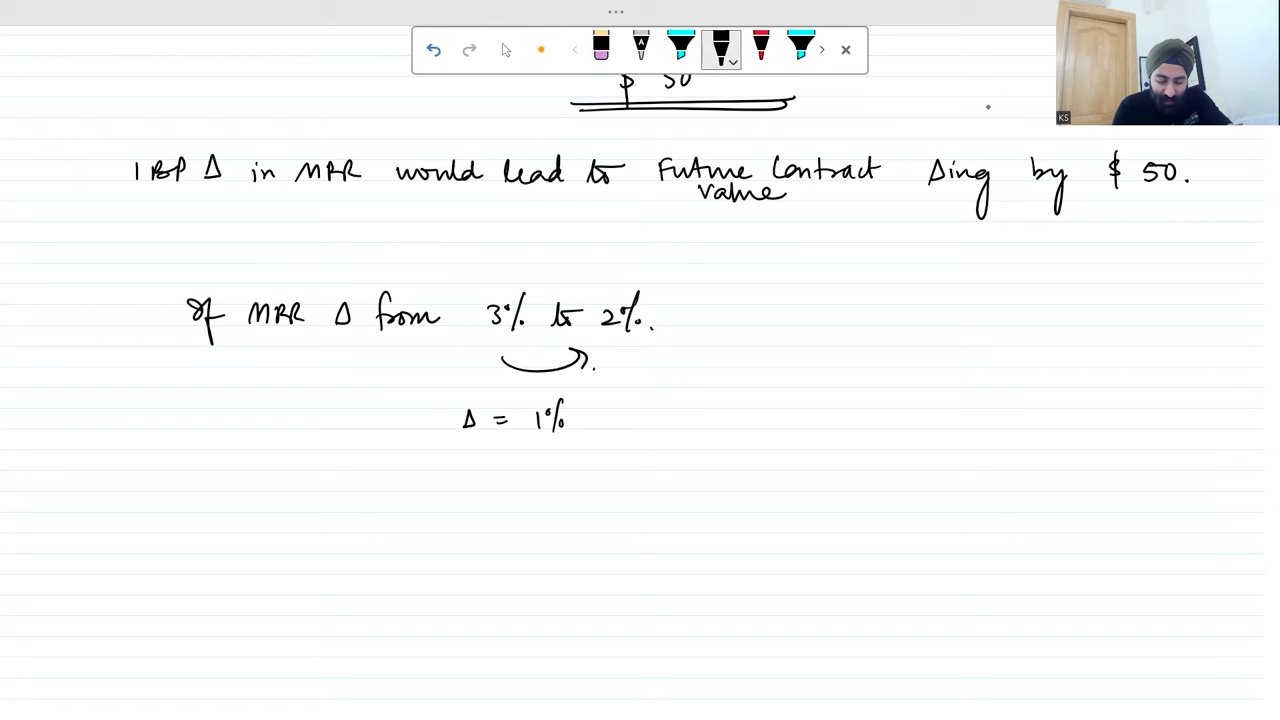 $ 50
1 BP Δ in MRR would lead to Future Contract Δing by $ 50.
value
If MRR Δ from 3% to 2%.
Δ = 1%
KS